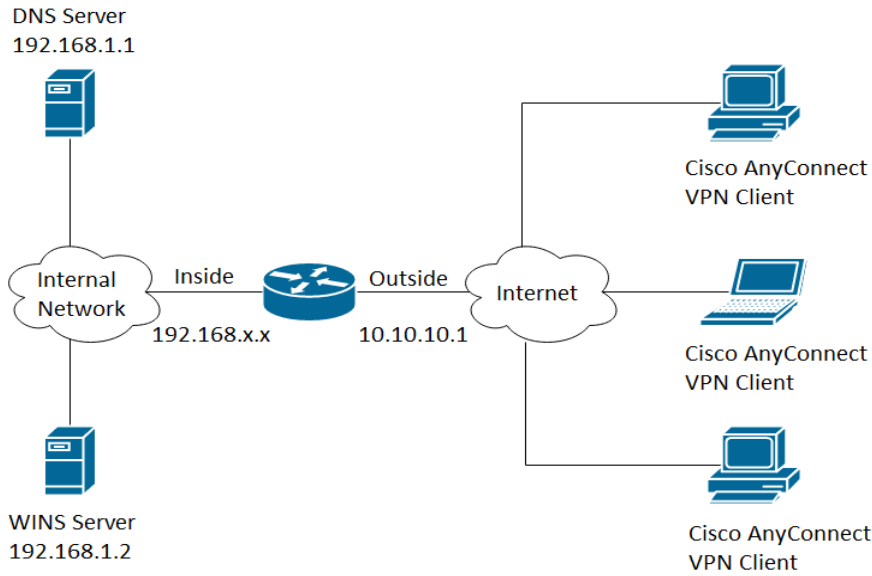 DNS Server
192.168.1.1
Cisco AnyConnect
VPN Client
Internal
Network
Inside
192.168.x.x
Outside
10.10.10.1
Internet
Cisco AnyConnect
VPN Client
WINS Server
192.168.1.2
Cisco AnyConnect
VPN Client